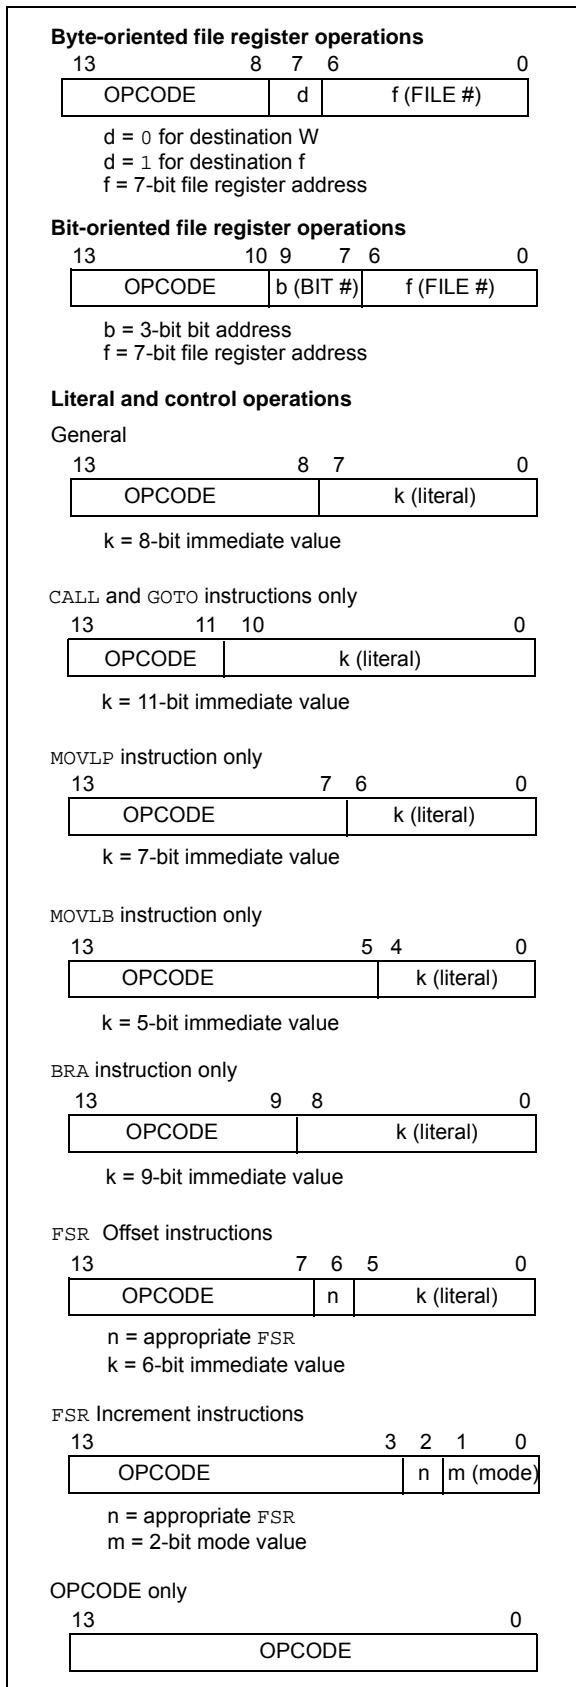 Byte-oriented file register operations
13 8 7 6 0
OPCODE d f (FILE #)
d = 0 for destination W
d = 1 for destination f
f = 7-bit file register address
Bit-oriented file register operations
13 10 9 7 6 0
OPCODE b (BIT #) f (FILE #)
b = 3-bit bit address
f = 7-bit file register address
Literal and control operations
General
13 8 7 0
OPCODE k (literal)
k = 8-bit immediate value
CALL and GOTO instructions only
13 11 10 0
OPCODE k (literal)
k = 11-bit immediate value
MOVLP instruction only
13 7 6 0
OPCODE k (literal)
k = 7-bit immediate value
MOVLB instruction only
13 5 4 0
OPCODE k (literal)
k = 5-bit immediate value
BRA instruction only
13 9 8 0
OPCODE k (literal)
k = 9-bit immediate value
FSR Offset instructions
13 7 6 5 0
OPCODE n k (literal)
n = appropriate FSR
k = 6-bit immediate value
FSR Increment instructions
13 3 2 1 0
OPCODE n m (mode)
n = appropriate FSR
m = 2-bit mode value
OPCODE only
13 0
OPCODE